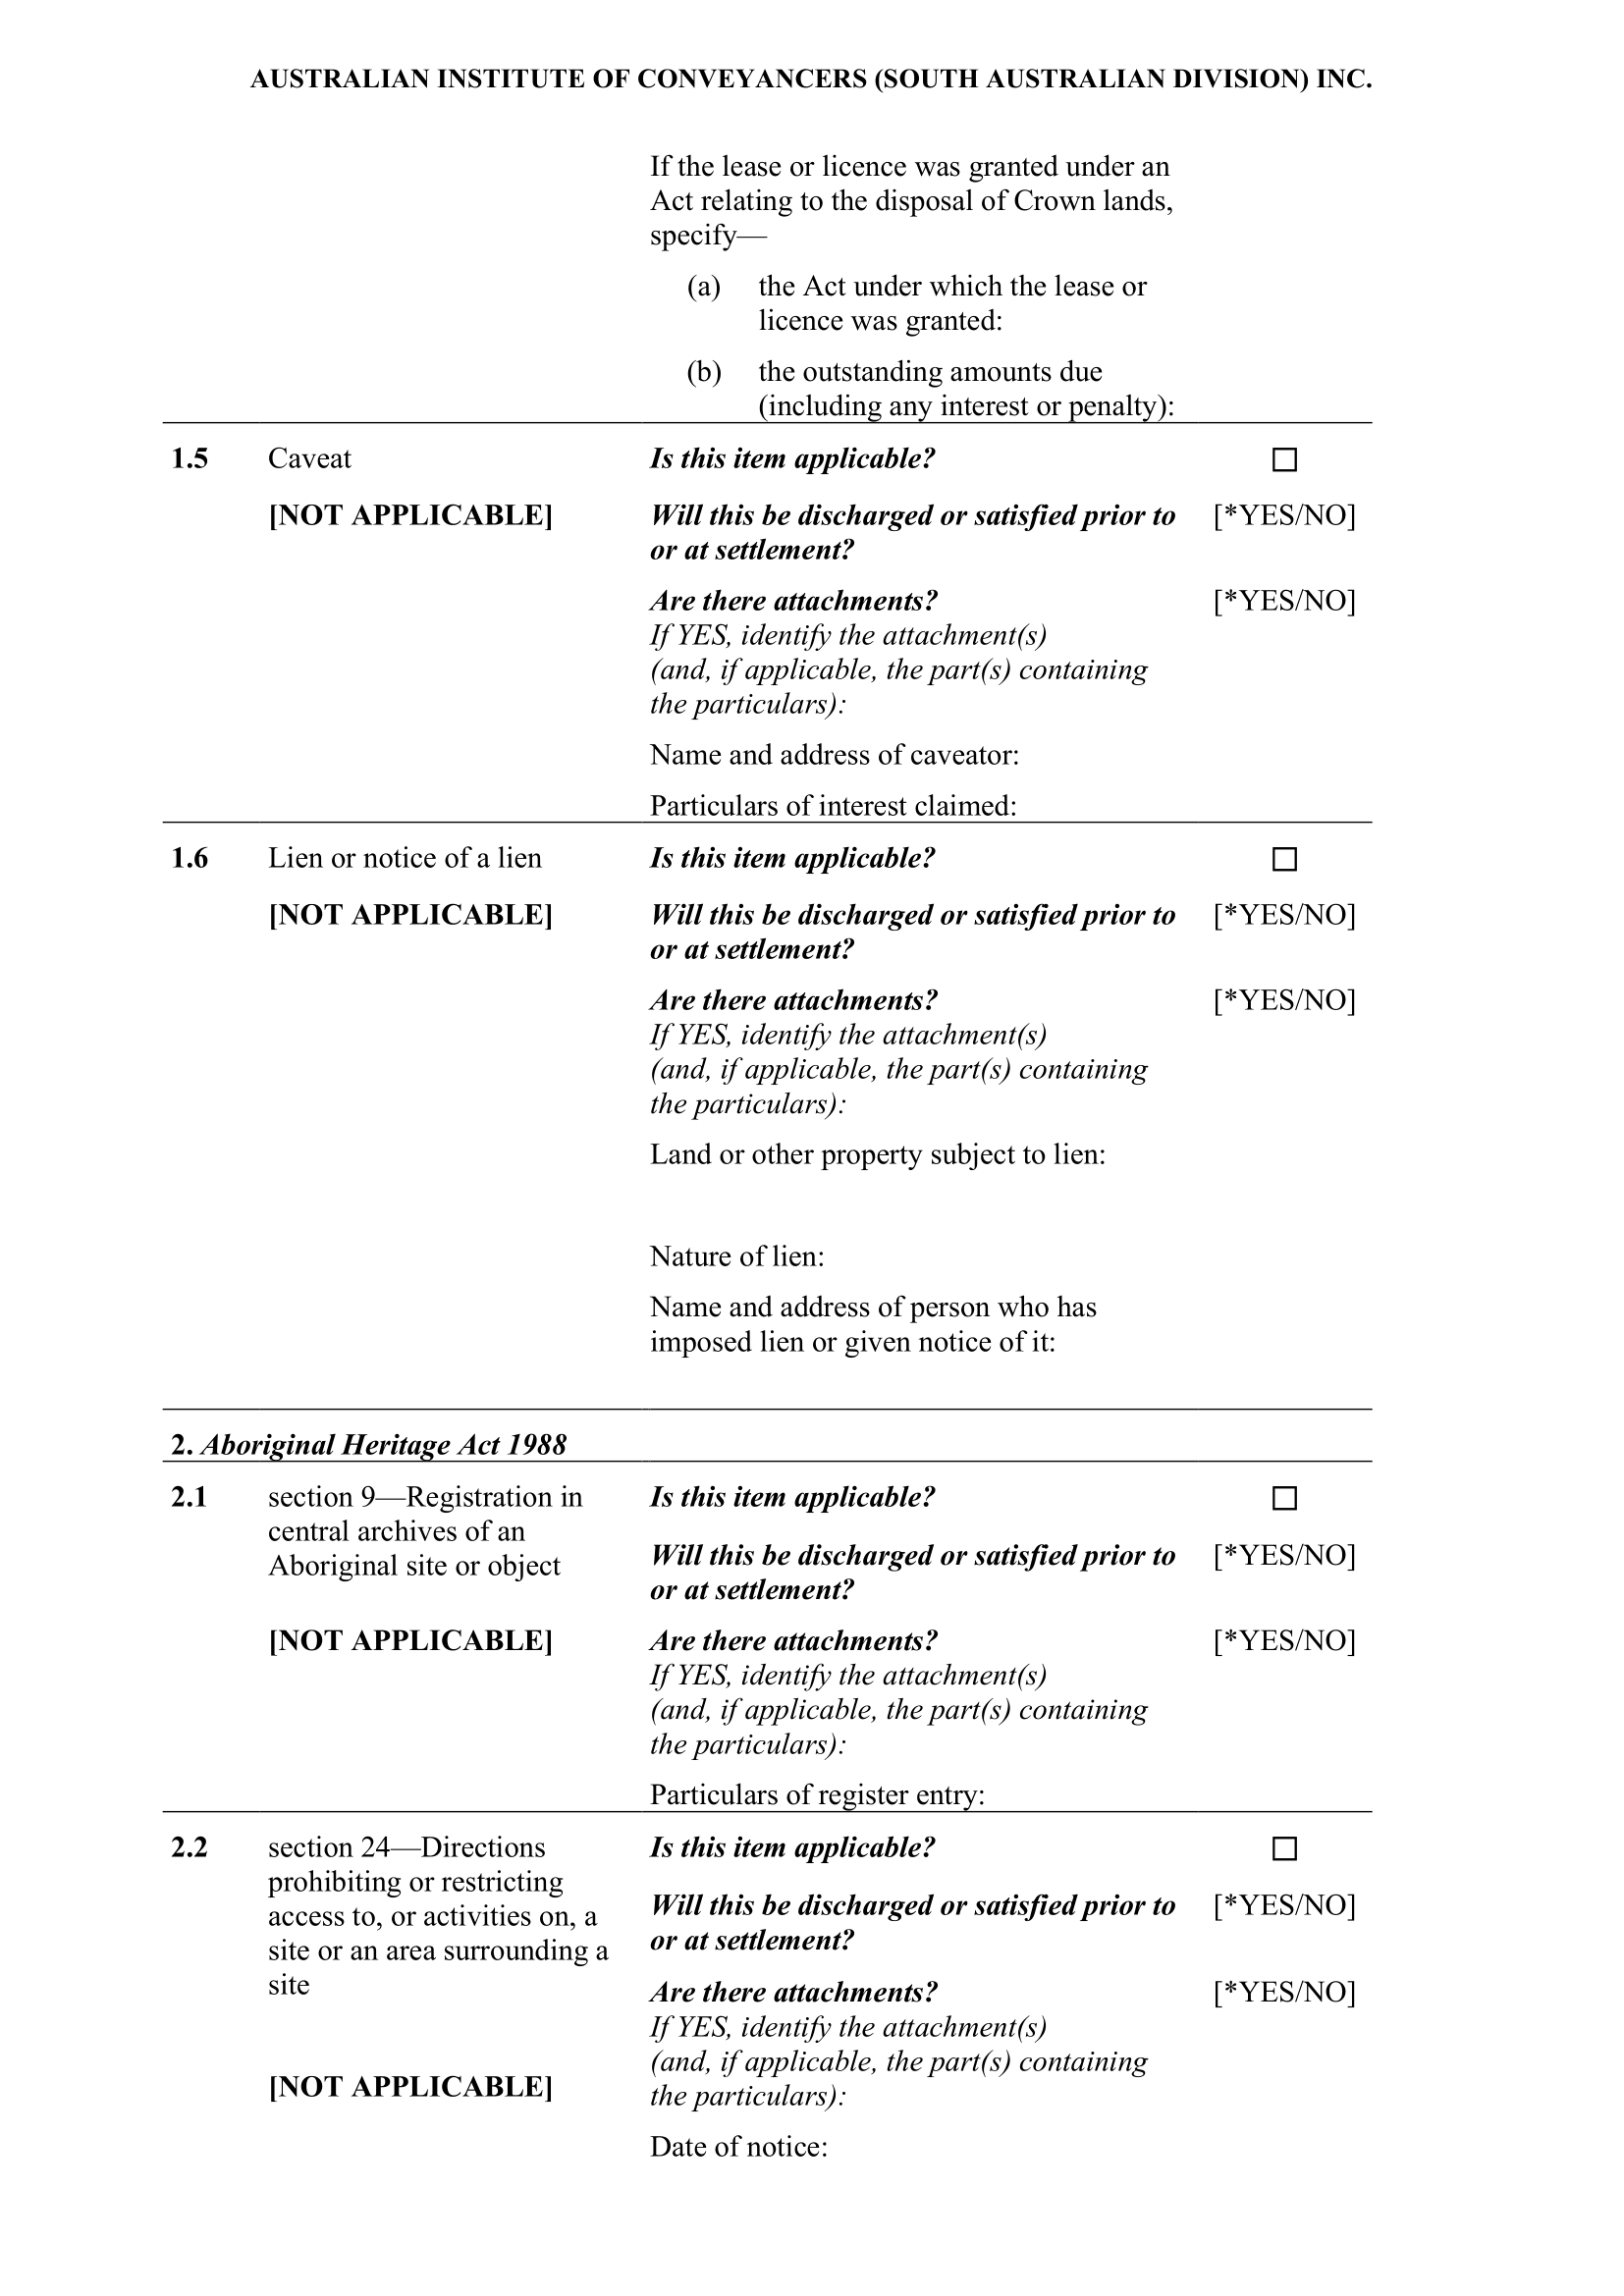 AUSTRALIAN INSTITUTE OF CONVEYANCERS (SOUTH AUSTRALIAN DIVISION) INC.
If the lease or licence was granted under an
Act relating to the disposal of Crown lands,
specify—
(a) the Act under which the lease or
licence was granted:
(b) the outstanding amounts due
(including any interest or penalty):
1.5 Caveat Is this item applicable? ☐
[NOT APPLICABLE] Will this be discharged or satisfied prior to [*YES/NO]
or at settlement?
Are there attachments? [*YES/NO]
If YES, identify the attachment(s)
(and, if applicable, the part(s) containing
the particulars):
Name and address of caveator:
Particulars of interest claimed:
1.6 Lien or notice of a lien Is this item applicable? ☐
[NOT APPLICABLE] Will this be discharged or satisfied prior to [*YES/NO]
or at settlement?
Are there attachments? [*YES/NO]
If YES, identify the attachment(s)
(and, if applicable, the part(s) containing
the particulars):
Land or other property subject to lien:
Nature of lien:
Name and address of person who has
imposed lien or given notice of it:
2. Aboriginal Heritage Act 1988
2.1 section 9—Registration in Is this item applicable? ☐
central archives of an
Aboriginal site or object Will this be discharged or satisfied prior to [*YES/NO]
or at settlement?
[NOT APPLICABLE] Are there attachments? [*YES/NO]
If YES, identify the attachment(s)
(and, if applicable, the part(s) containing
the particulars):
Particulars of register entry:
2.2 section 24—Directions Is this item applicable? ☐
prohibiting or restricting
access to, or activities on, a Will this be discharged or satisfied prior to [*YES/NO]
site or an area surrounding a or at settlement?
site Are there attachments? [*YES/NO]
If YES, identify the attachment(s)
(and, if applicable, the part(s) containing
[NOT APPLICABLE] the particulars):
Date of notice: